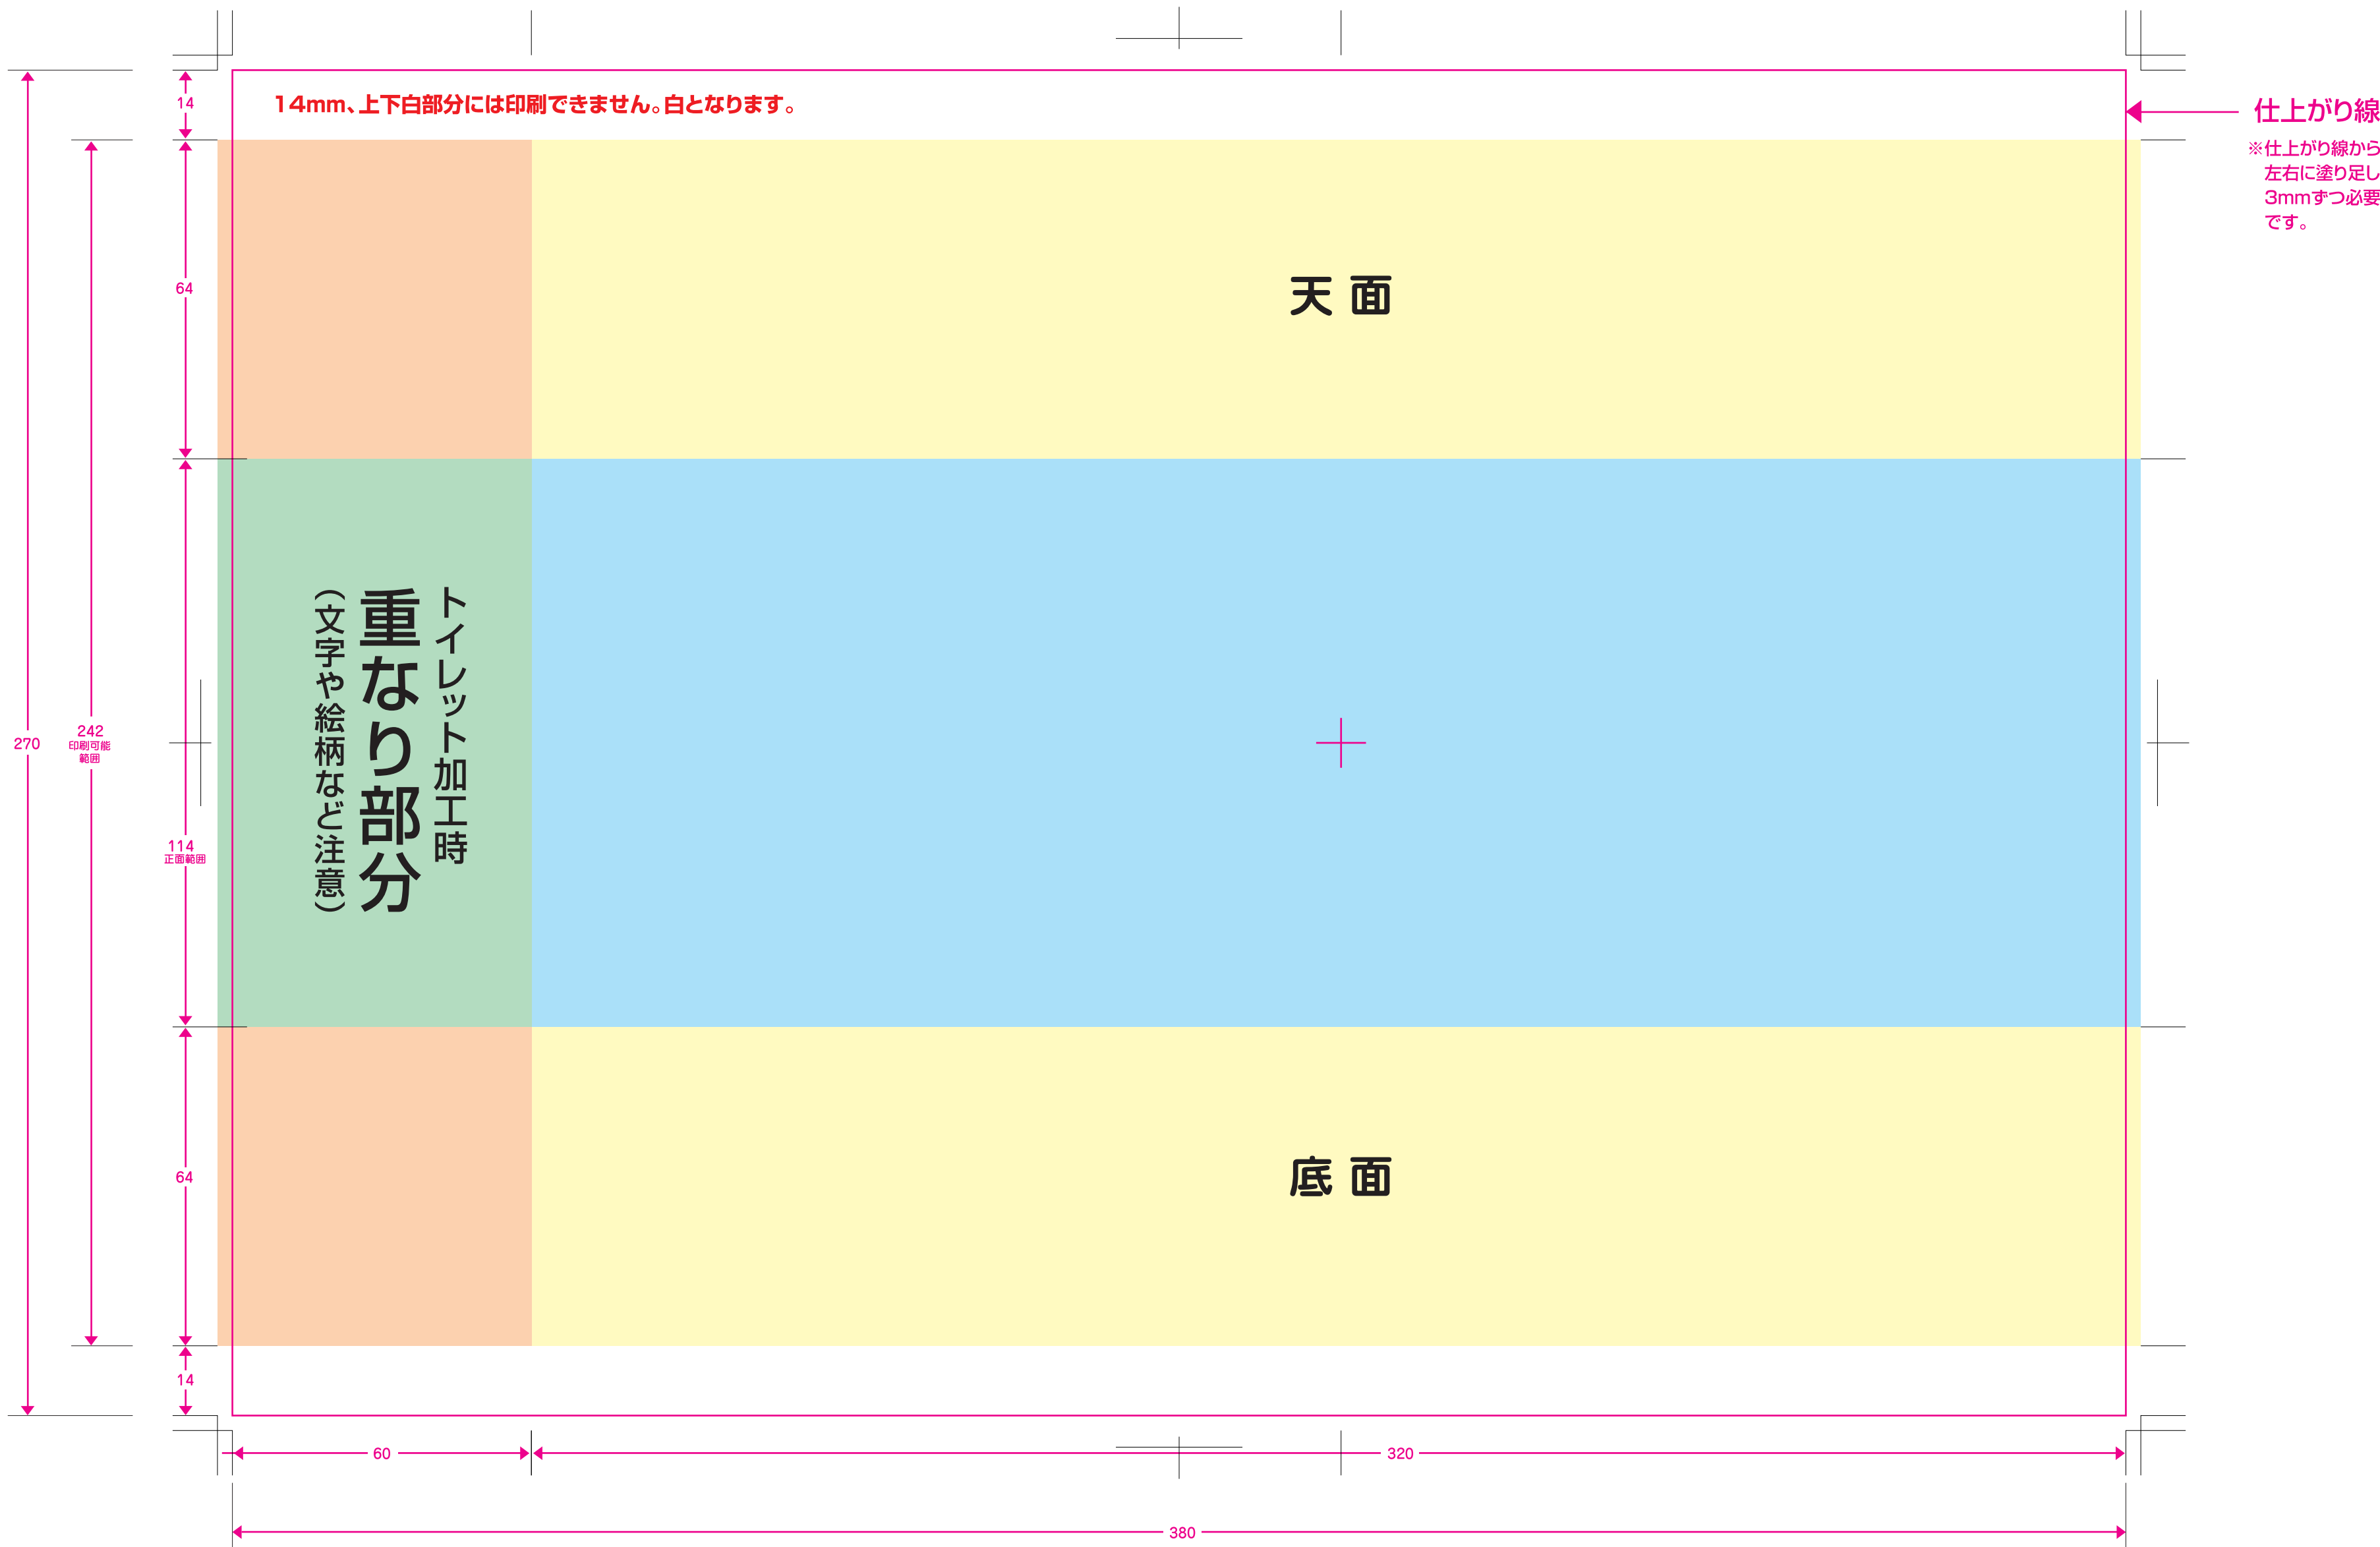 14mm、上下白部分には印刷できません。白となります。
仕上がり線
※仕上がり線から
左右に塗り足し
3mmずつ必要
です。
14
64
天面
トイレット加工時
重なり部分
（文字や絵柄など注意）
270
242
印刷可能
範囲
114
正面範囲
64
底面
14
60
320
380